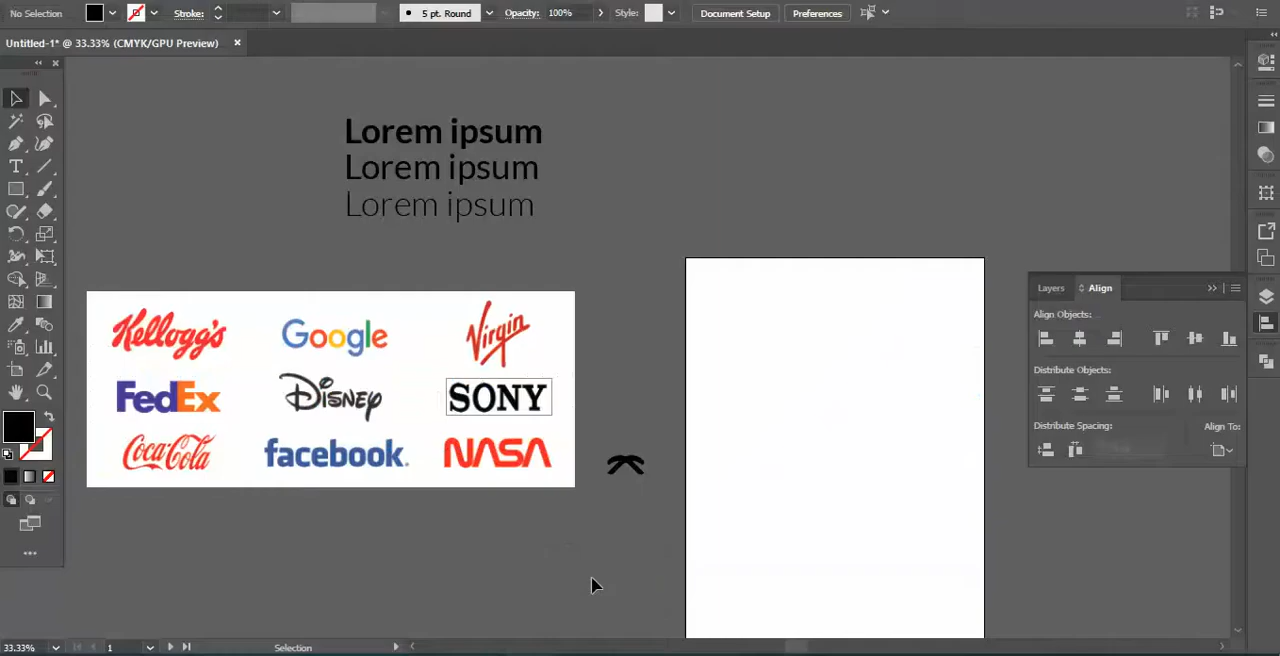 No Selection Stroke: 5 pt. Round Opacity: 100% Style: Document Setup Preferences
Untitled-1* @ 33.33% (CMYK/GPU Preview)
Lorem ipsum
Lorem ipsum
Lorem ipsum
Kellogg's Google Virgin
FedEx Disney SONY
Coca-Cola facebook. NASA
Layers Align
Align Objects:
Distribute Objects:
Distribute Spacing: Align To:
33.33% 1 Selection